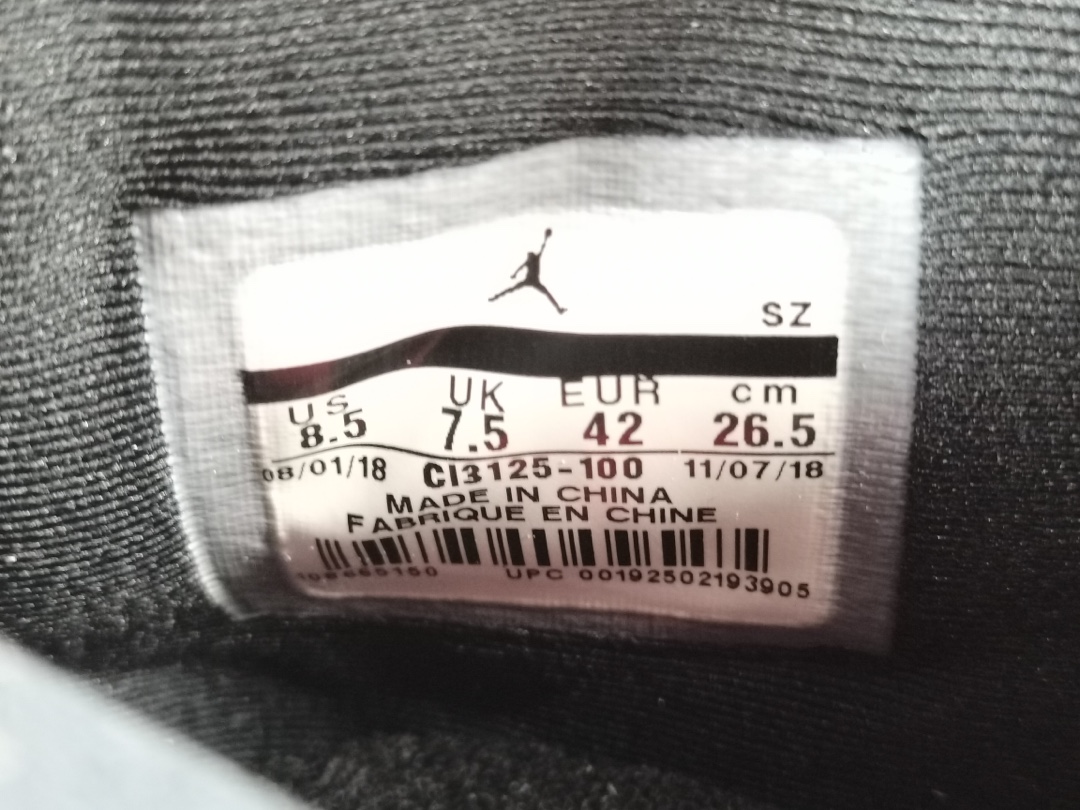 SZ
US UK EUR cm
8.5 7.5 42 26.5
08/01/18 CI3125-100 11/07/18
MADE IN CHINA
FABRIQUE EN CHINE
UPC 00192502193905